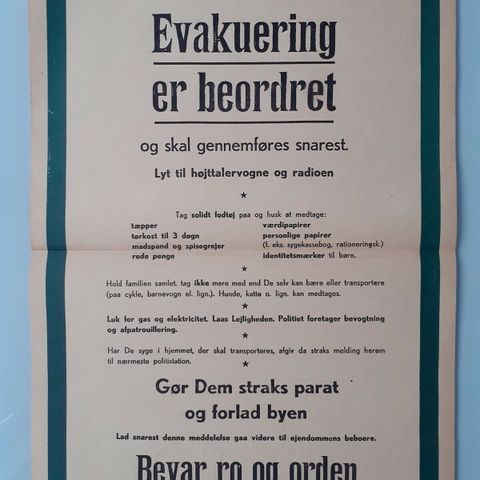 Evakuering
er beordret
og skal gennemføres snarest.
Lyt til højttalervogne og radioen
Tag solidt fodtøj paa og husk at medtage:
tæpper
tørkost til 3 døgn
madspand og spisegrejer
rede penge
værdipapirer
personlige papirer
(f. eks. sygekassebog, rationeringsk.)
identitetsmærker til børn.
Hold familien samlet. tag ikke mere med end De selv kan bære eller transportere
(paa cykle, barnevogn el. lign.). Hunde, katte o. lign. kan medtages.
Luk for gas og elektricitet. Laas Lejligheden. Politiet foretager bevogtning
og afpatrouillering.
Har De syge i hjemmet, der skal transporteres, afgiv da straks melding herom
til nærmeste politistation.
Gør Dem straks parat
og forlad byen
Lad snarest denne meddelelse gaa videre til ejendommens beboere.
Bevar ro og orden